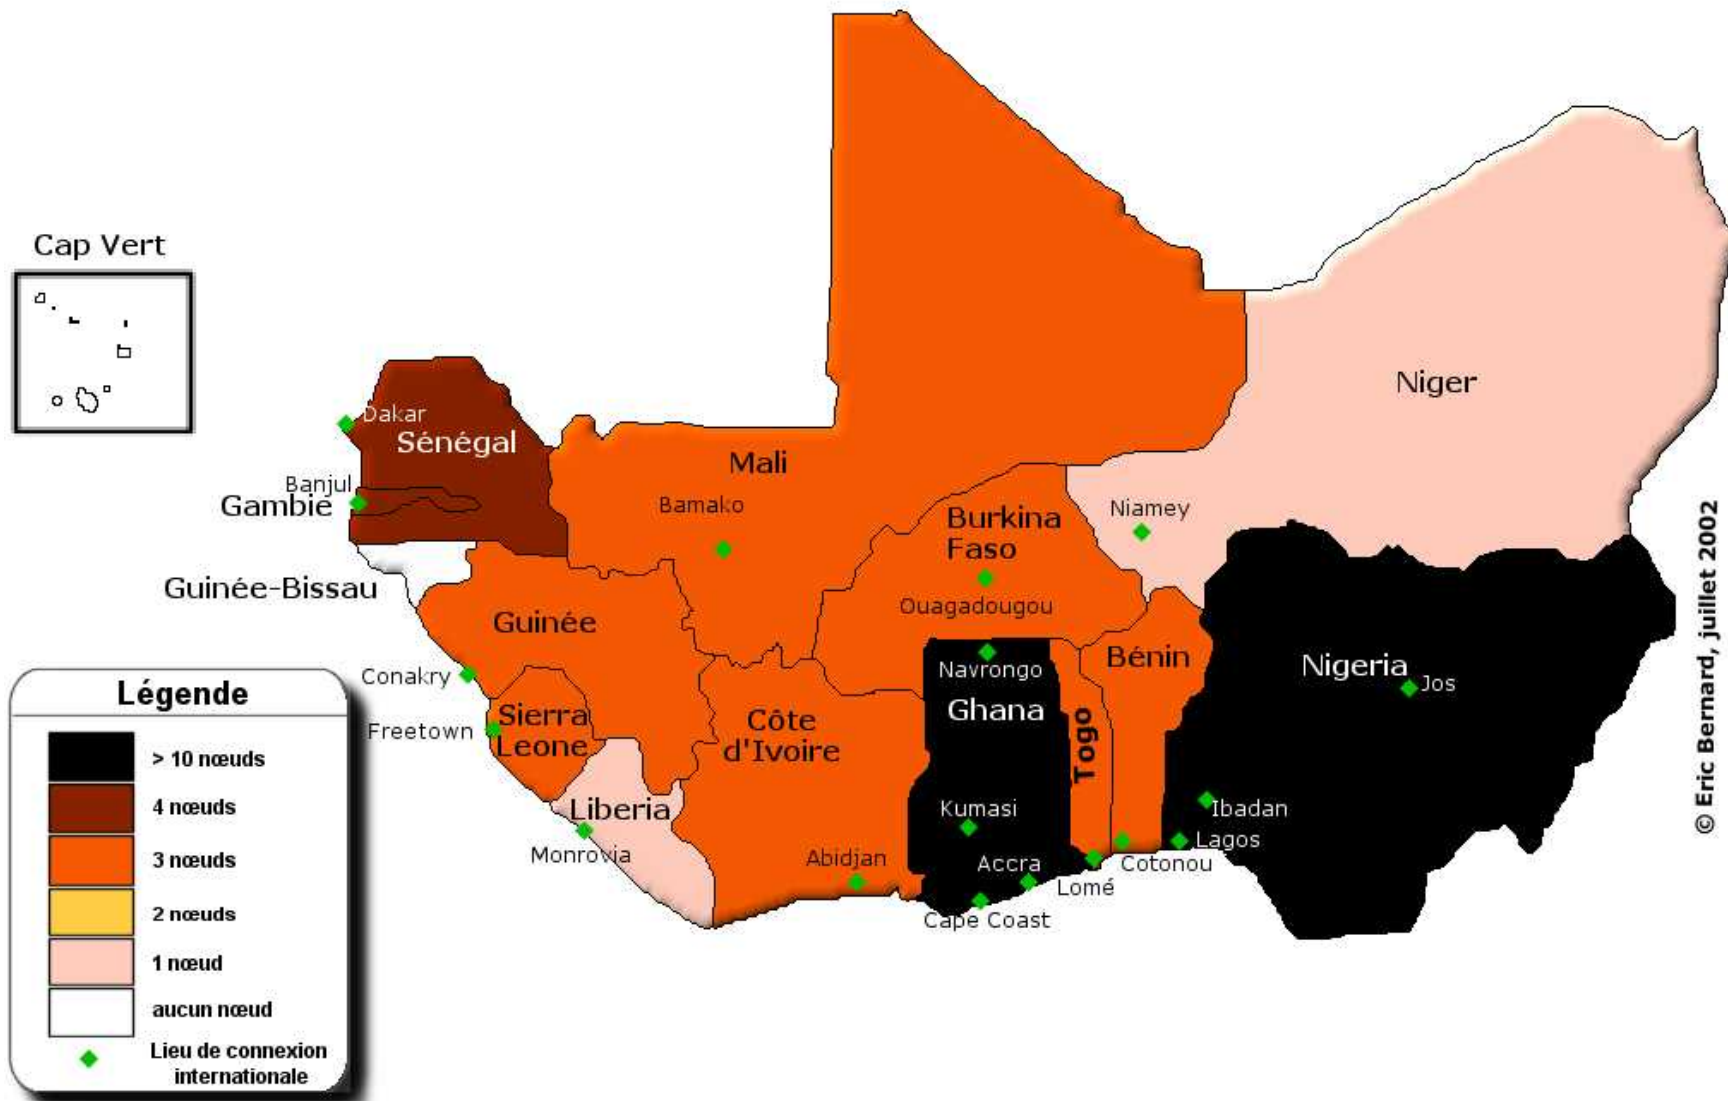 Cap Vert
Dakar
Sénégal
Banjul
Gambie
Guinée-Bissau
Mali
Bamako
Niger
Niamey
Burkina
Faso
Ouagadougou
Guinée
Conakry
Freetown
Sierra
Leone
Liberia
Monrovia
Côte
d'Ivoire
Abidjan
Navrongo
Ghana
Kumasi
Accra
Cape Coast
Togo
Lomé
Bénin
Cotonou
Nigeria
Jos
Ibadan
Lagos
© Eric Bernard, juillet 2002
Légende
> 10 nœuds
4 nœuds
3 nœuds
2 nœuds
1 nœud
aucun nœud
Lieu de connexion
internationale